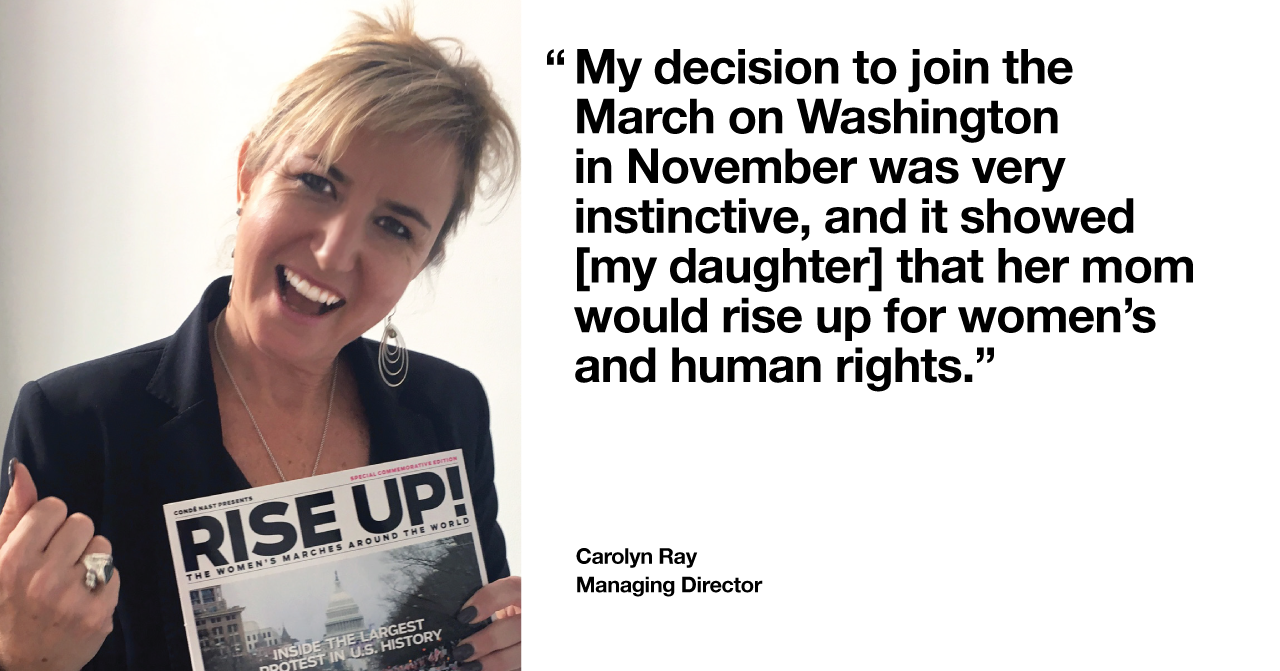 “ My decision to join the
March on Washington
in November was very
instinctive, and it showed
[my daughter] that her mom
would rise up for women’s
and human rights.”
Carolyn Ray
Managing Director
SPECIAL COMMEMORATIVE EDITION
CONDÉ NAST PRESENTS
RISE UP!
THE WOMEN'S MARCHES AROUND THE WORLD
INSIDE THE LARGEST
PROTEST IN U.S. HISTORY